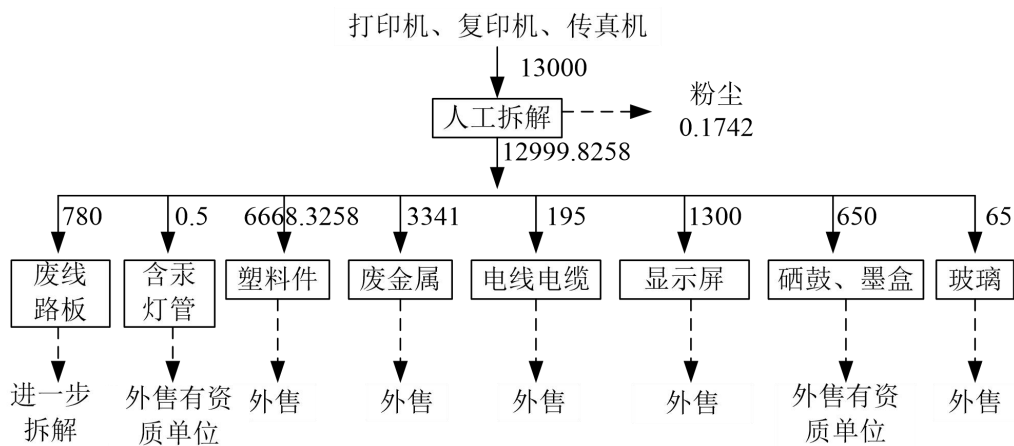 打印机、复印机、传真机
13000
粉尘
人工拆解
0.1742
12999.8258
780
0.5
6668.3258
3341
195
1300
650
65
废线
路板
含汞
灯管
塑料件
废金属
电线电缆
显示屏
硒鼓、墨盒
玻璃
进一步
拆解
外售有资
质单位
外售
外售
外售
外售
外售有资
质单位
外售